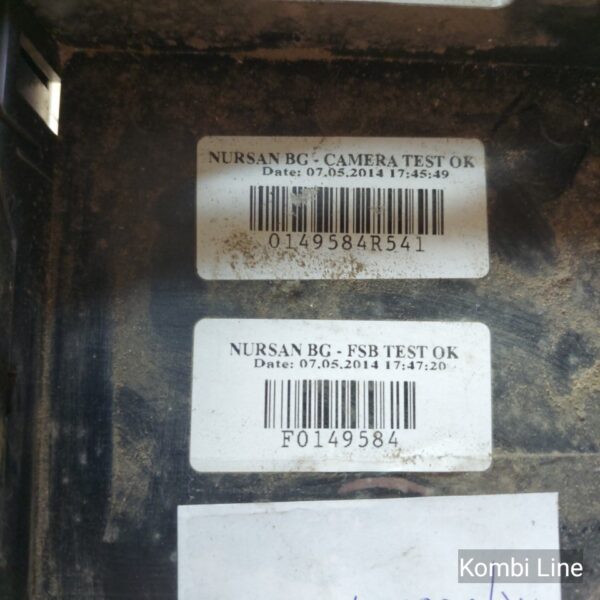 NURSAN BG - CAMERA TEST OK
Date: 07.05.2014 17:45:49
0149584R541
NURSAN BG - FSB TEST OK
Date: 07.05.2014 17:47:20
F0149584
Kombi Line